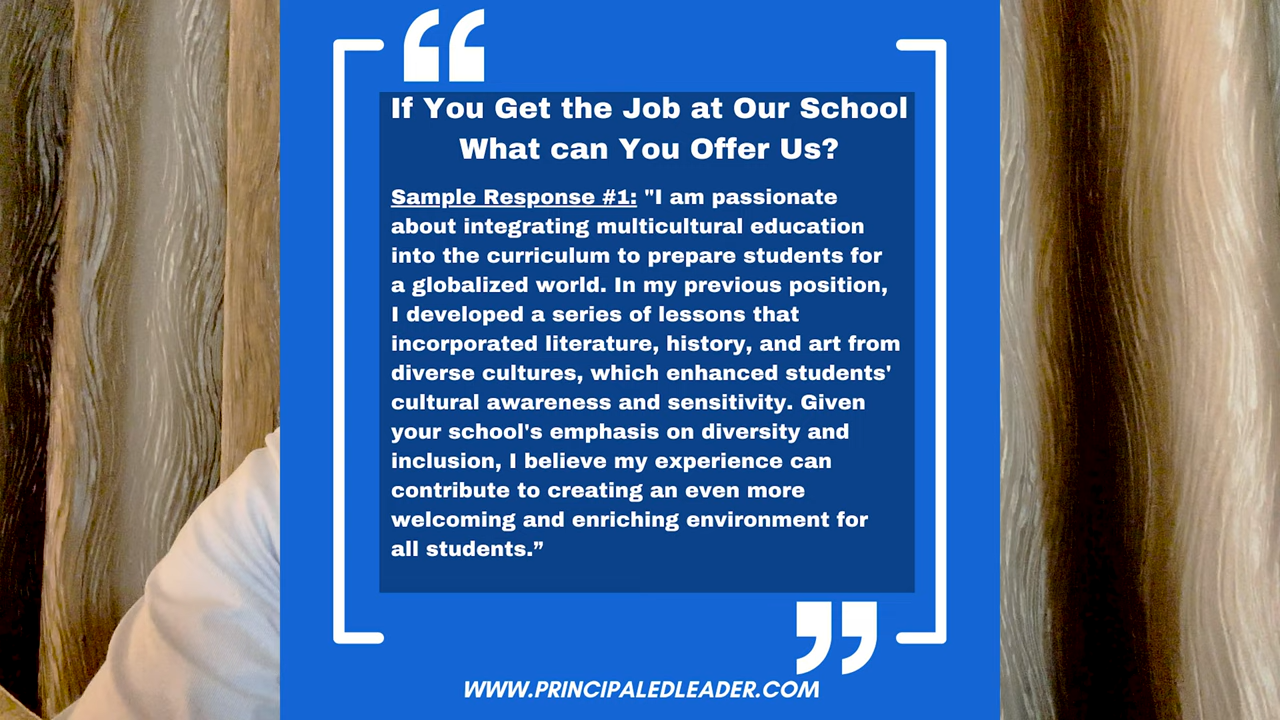 If You Get the Job at Our School
What can You Offer Us?
Sample Response #1: "I am passionate
about integrating multicultural education
into the curriculum to prepare students for
a globalized world. In my previous position,
I developed a series of lessons that
incorporated literature, history, and art from
diverse cultures, which enhanced students'
cultural awareness and sensitivity. Given
your school's emphasis on diversity and
inclusion, I believe my experience can
contribute to creating an even more
welcoming and enriching environment for
all students.”
WWW.PRINCIPALEDLEADER.COM